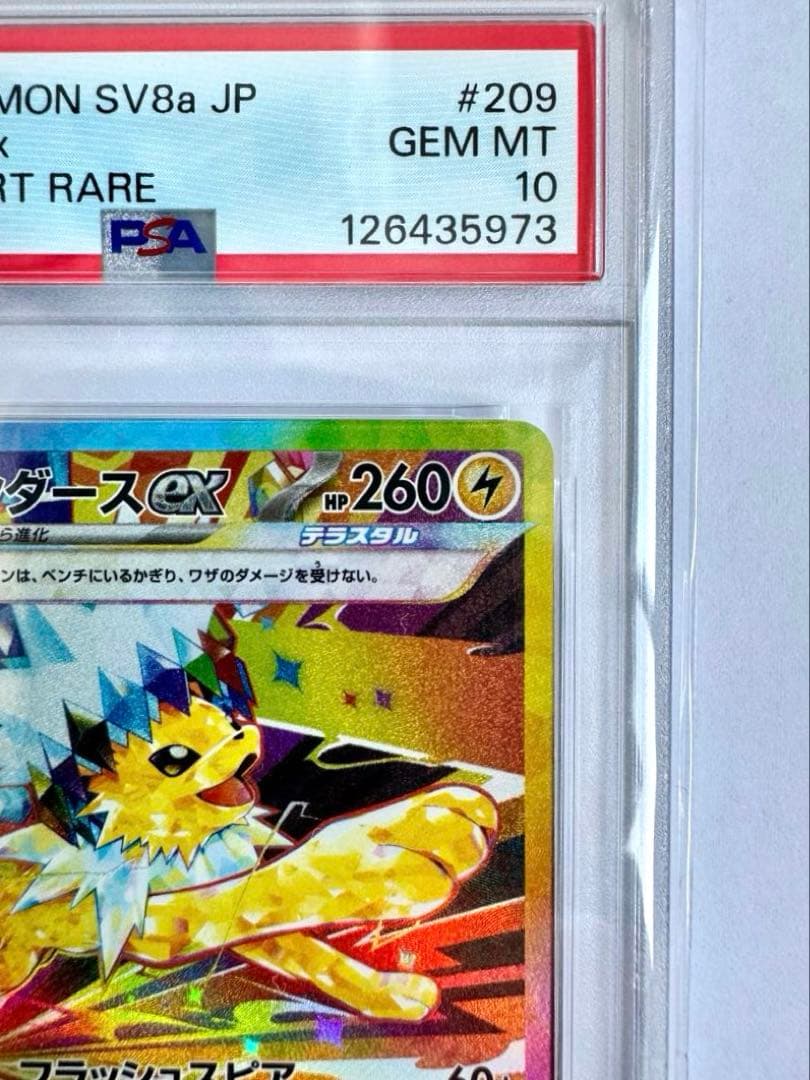 MON SV8a JP #209
x GEM MT
RT RARE 10
PSA 126435973
ダースex HP260
ら進化 テラスタル
ンは、ベンチにいるかぎり、ワザのダメージを受けない。
フラッシュスピア 60+